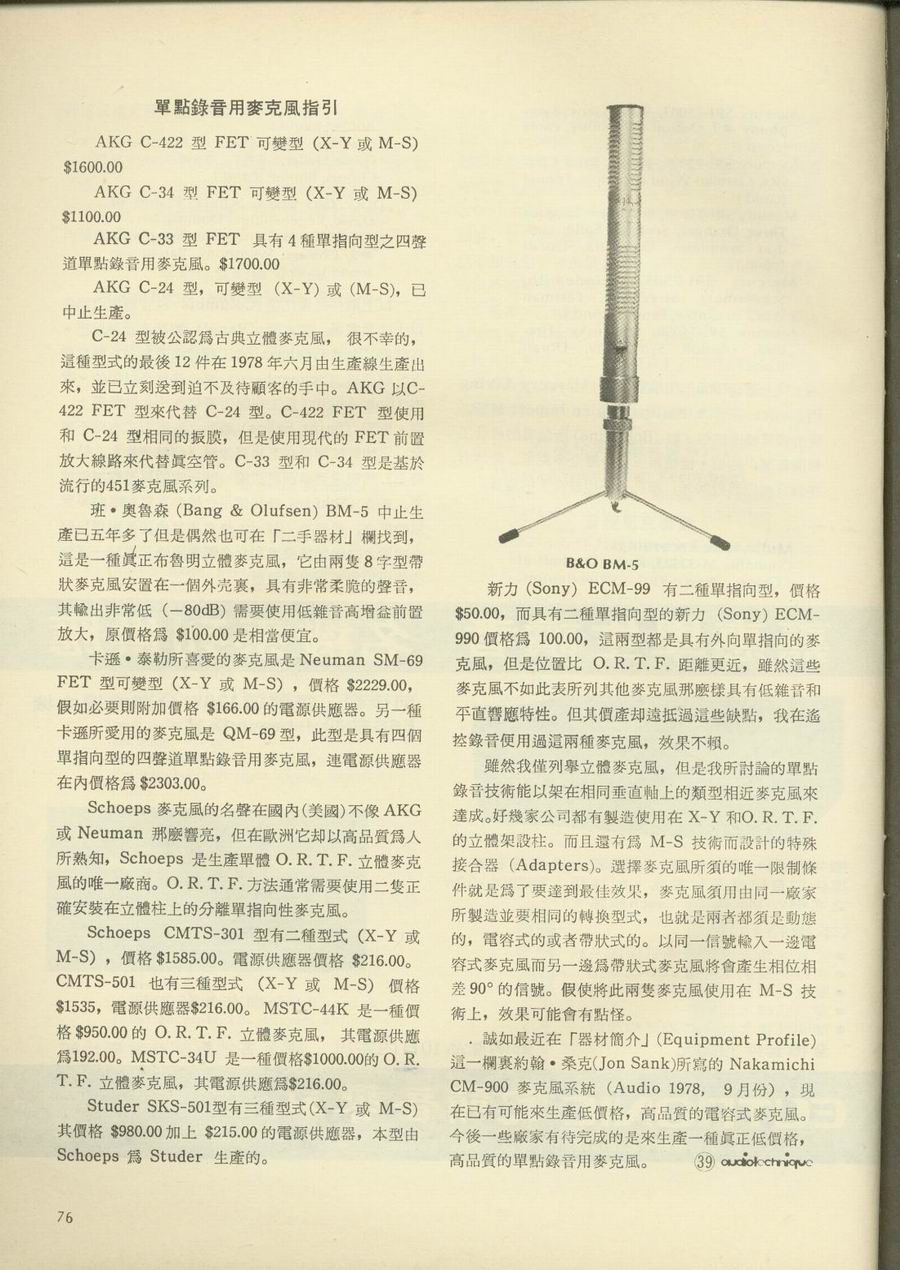 單點錄音用麥克風指引
AKG C-422 型 FET 可變型 (X-Y 或 M-S)
$1600.00
AKG C-34 型 FET 可變型 (X-Y 或 M-S)
$1100.00
AKG C-33 型 FET 具有4種單指向型之四聲
道單點錄音用麥克風。$1700.00
AKG C-24 型，可變型 (X-Y) 或 (M-S)，已
中止生產。
C-24 型被公認爲古典立體麥克風， 很不幸的，
這種型式的最後 12 件在 1978 年六月由生產線生產出
來，並已立刻送到迫不及待顧客的手中。AKG 以C-
422 FET 型來代替 C-24 型。C-422 FET 型使用
和 C-24 型相同的振膜，但是使用現代的 FET 前置
放大線路來代替眞空管。C-33 型和 C-34 型是基於
流行的451麥克風系列。
班•奧魯森 (Bang & Olufsen) BM-5 中止生
產已五年多了但是偶然也可在「二手器材」欄找到，
這是一種眞正布魯明立體麥克風，它由兩隻 8 字型帶
狀麥克風安置在一個外壳裏，具有非常柔脆的聲音，
其輸出非常低 (—80dB) 需要使用低雜音高增益前置
放大，原價格爲 $100.00 是相當便宜。
卡遜•泰勒所喜愛的麥克風是 Neuman SM-69
FET 型可變型 (X-Y 或 M-S) ，價格 $2229.00，
假如必要則附加價格 $166.00 的電源供應器。另一種
卡遜所愛用的麥克風是 QM-69 型，此型是具有四個
單指向型的四聲道單點錄音用麥克風，連電源供應器
在內價格爲 $2303.00。
Schoeps 麥克風的名聲在國內(美國)不像 AKG
或 Neuman 那麼響亮，但在歐洲它却以高品質爲人
所熟知，Schoeps 是生產單體 O. R. T. F. 立體麥克
風的唯一廠商。O. R. T. F. 方法通常需要使用二隻正
確安裝在立體柱上的分離單指向性麥克風。
Schoeps CMTS-301 型有二種型式 (X-Y 或
M-S) ，價格 $1585.00。電源供應器價格 $216.00。
CMTS-501 也有三種型式 (X-Y 或 M-S) 價格
$1535，電源供應器$216.00。 MSTC-44K 是一種價
格 $950.00 的 O. R. T. F. 立體麥克風， 其電源供應
爲192.00。MSTC-34U 是一種價格$1000.00的 O. R.
T. F. 立體麥克風，其電源供應爲$216.00。
Studer SKS-501型有三種型式(X-Y 或 M-S)
其價格 $980.00 加上 $215.00 的電源供應器，本型由
Schoeps 爲 Studer 生產的。
76
B&O BM-5
新力 (Sony) ECM-99 有二種單指向型，價格
$50.00，而具有二種單指向型的新力 (Sony) ECM-
990 價格爲 100.00，這兩型都是具有外向單指向的麥
克風，但是位置比 O. R. T. F. 距離更近，雖然這些
麥克風不如此表所列其他麥克風那麼樣具有低雜音和
平直響應特性。但其價產却遠抵過這些缺點，我在遙
控錄音便用過這兩種麥克風，效果不賴。
雖然我僅列擧立體麥克風，但是我所討論的單點
錄音技術能以架在相同垂直軸上的類型相近麥克風來
達成。好幾家公司都有製造使用在 X-Y 和O. R. T. F.
的立體架設柱。而且還有爲 M-S 技術而設計的特殊
接合器 (Adapters)。選擇麥克風所須的唯一限制條
件就是爲了要達到最佳效果，麥克風須用由同一廠家
所製造並要相同的轉換型式，也就是兩者都須是動態
的，電容式的或者帶狀式的。以同一信號輸入一邊電
容式麥克風而另一邊爲帶狀式麥克風將會產生相位相
差 90° 的信號。假使將此兩隻麥克風使用在 M-S 技
術上，效果可能會有點怪。
誠如最近在「器材簡介」(Equipment Profile)
這一欄裏約翰•桑克(Jon Sank)所寫的 Nakamichi
CM-900 麥克風系統 (Audio 1978， 9 月份) ，現
在已有可能來生產低價格，高品質的電容式麥克風。
今後一些廠家有待完成的是來生產一種眞正低價格，
高品質的單點錄音用麥克風。 ㊴ audiotechnique